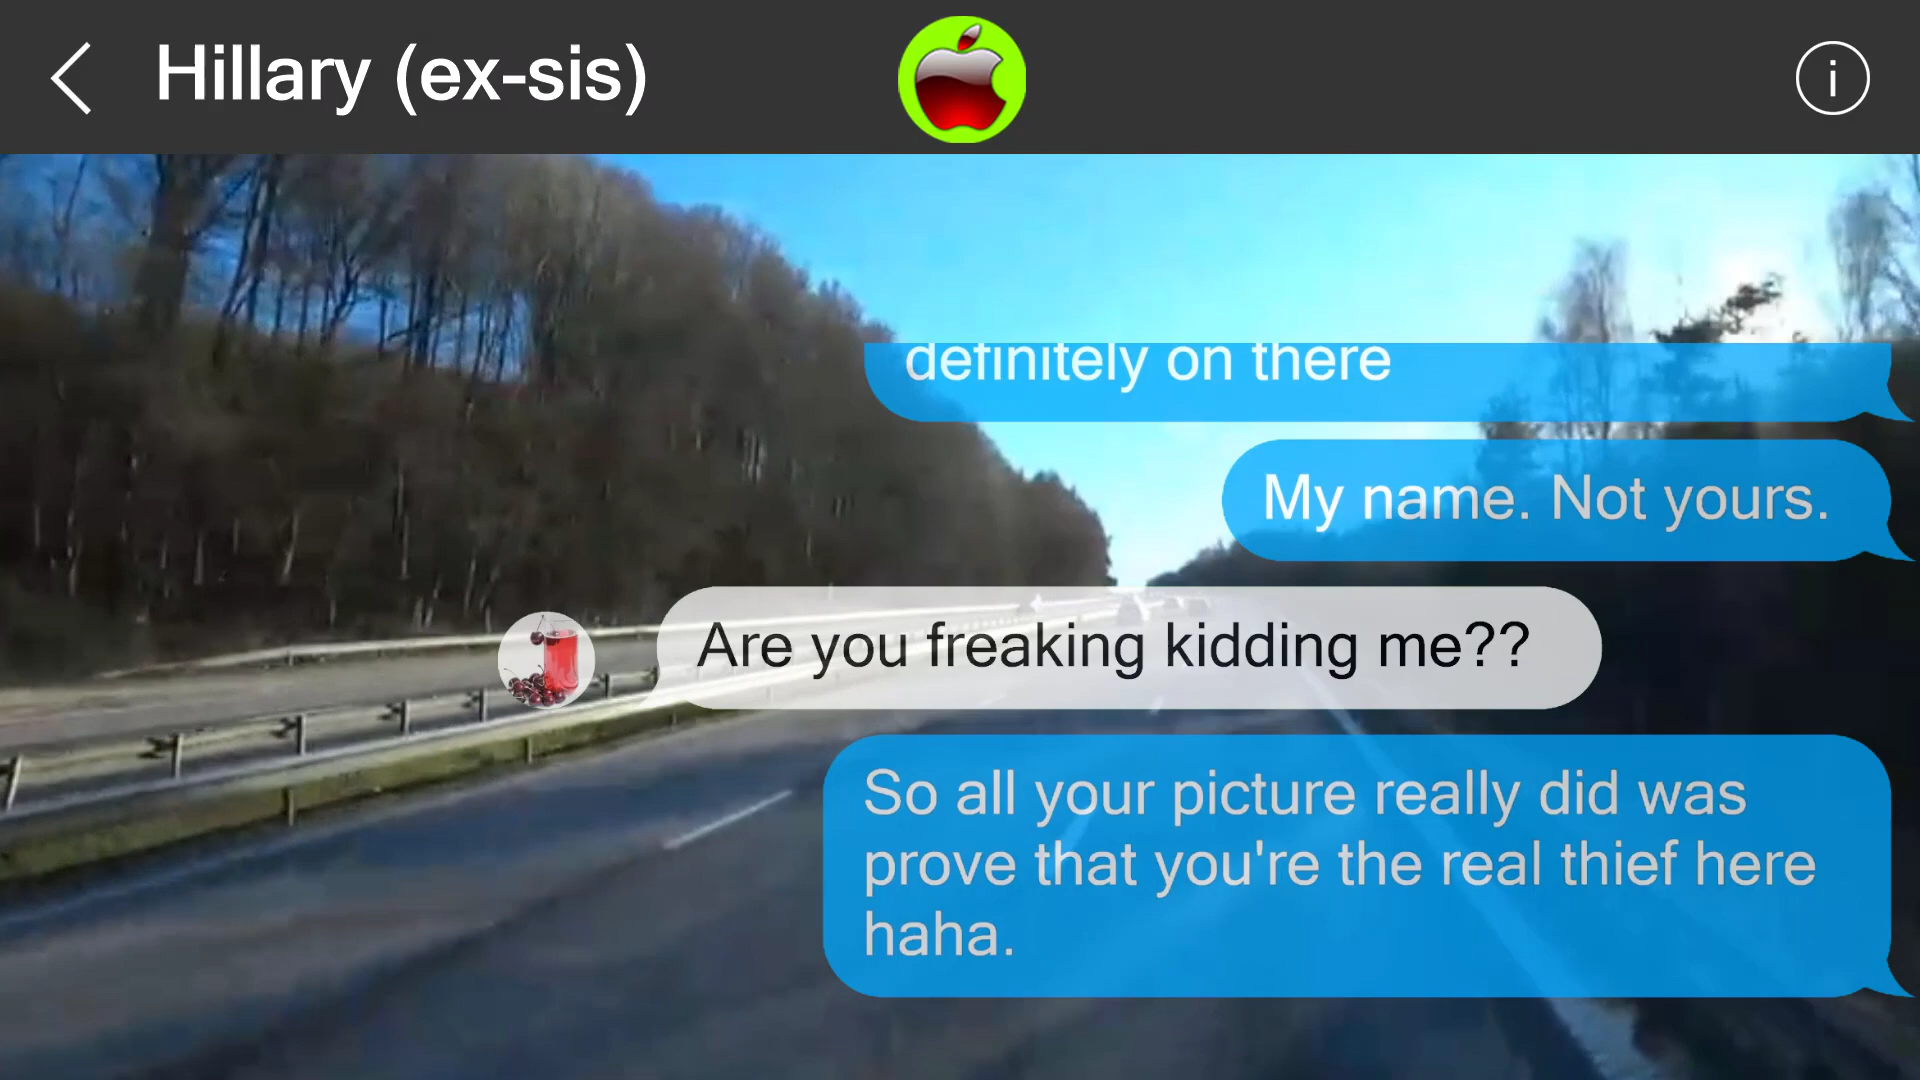 Hillary (ex-sis)
i
definitely on there
My name. Not yours.
Are you freaking kidding me??
So all your picture really did was
prove that you're the real thief here
haha.